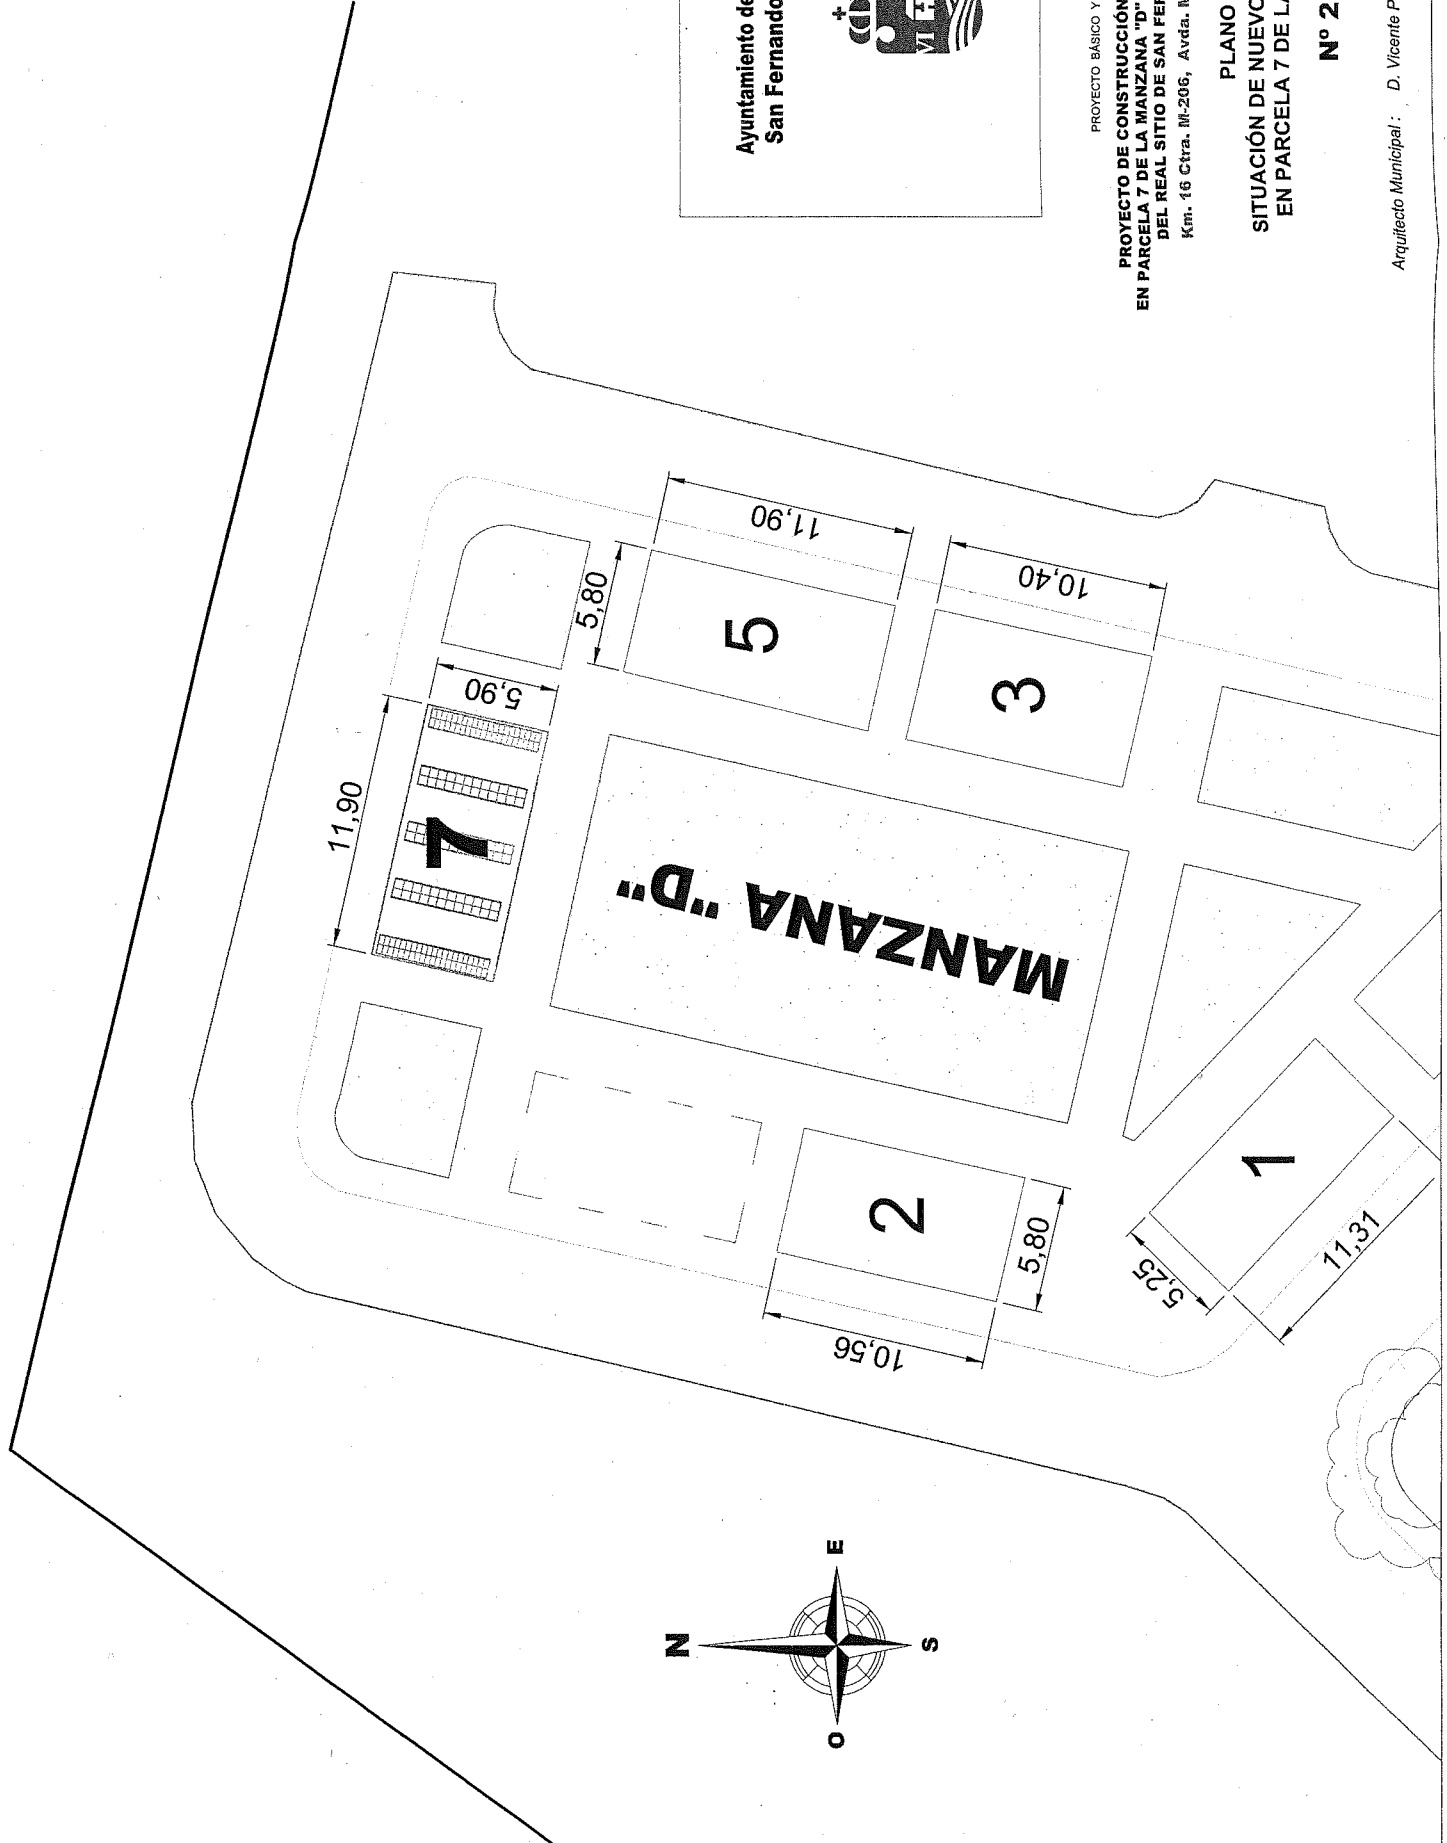 Ayuntamiento de
San Fernando
PROYECTO BÁSICO Y
PROYECTO DE CONSTRUCCIÓN
EN PARCELA 7 DE LA MANZANA "D"
DEL REAL SITIO DE SAN FER
Km. 16 Ctra. M-206, Avda. M
PLANO
SITUACIÓN DE NUEVO
EN PARCELA 7 DE LA
Nº 2
Arquitecto Municipal : D. Vicente P
11,90
5,90
7
5,80
11,90
5
10,40
3
MANZANA "D"
2
5,80
10,56
1
5,25
11,31
N
E
S
O